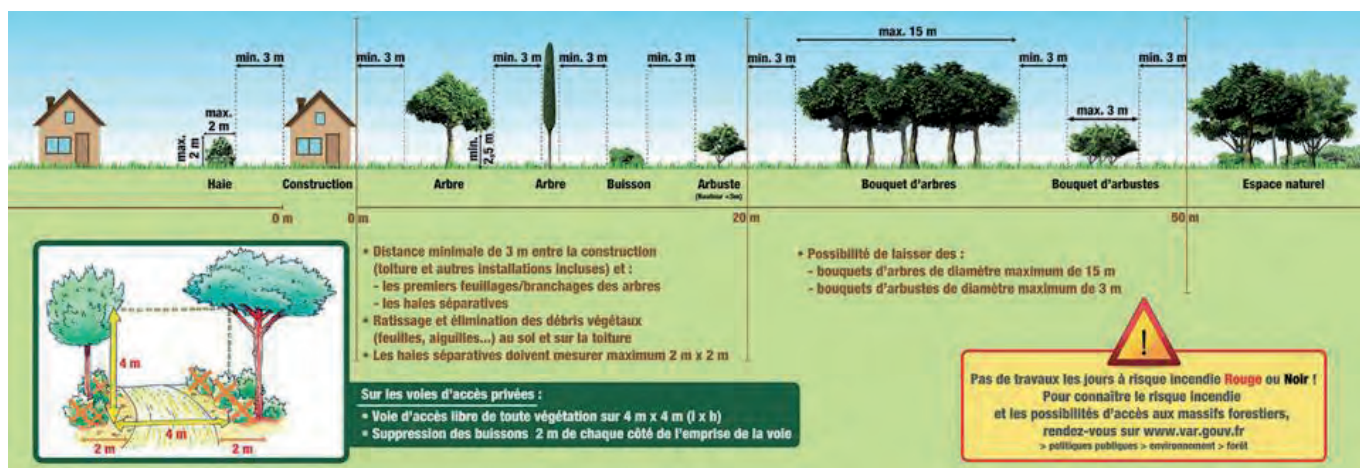 max. 15 m
min. 3 m
min. 3 m
min. 3 m
min. 3 m
min. 3 m
min. 3 m
min. 3 m
min. 3 m
max. 3 m
max. 2 m
max. 2 m
min. 2,5 m
Haie
Construction
Arbre
Arbre
Buisson
Arbuste
(Hauteur <3m)
Bouquet d'arbres
Bouquet d'arbustes
Espace naturel
0 m
0 m
20 m
50 m
• Distance minimale de 3 m entre la construction
(toiture et autres installations incluses) et :
- les premiers feuillages/branchages des arbres
- les haies séparatives
• Ratissage et élimination des débris végétaux
(feuilles, aiguilles...) au sol et sur la toiture
• Les haies séparatives doivent mesurer maximum 2 m x 2 m
• Possibilité de laisser des :
- bouquets d'arbres de diamètre maximum de 15 m
- bouquets d'arbustes de diamètre maximum de 3 m
4 m
4 m
2 m
2 m
Sur les voies d'accès privées :
• Voie d'accès libre de toute végétation sur 4 m x 4 m (l x h)
• Suppression des buissons 2 m de chaque côté de l'emprise de la voie
!
Pas de travaux les jours à risque incendie Rouge ou Noir !
Pour connaître le risque incendie
et les possibilités d'accès aux massifs forestiers,
rendez-vous sur www.var.gouv.fr
> politiques publiques > environnement > forêt